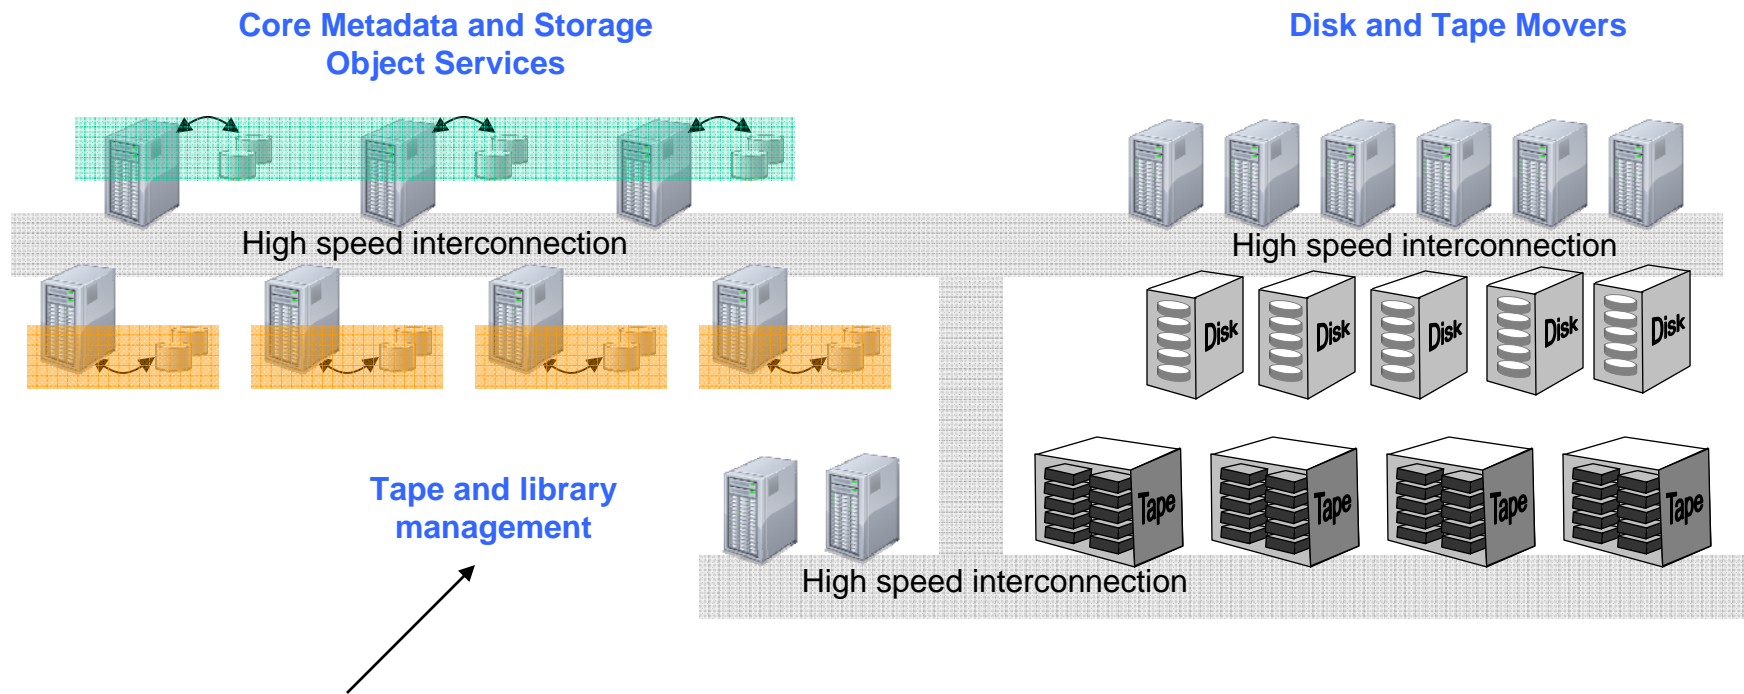 Core Metadata and Storage
Object Services
Disk and Tape Movers
High speed interconnection
High speed interconnection
Disk
Disk
Disk
Disk
Disk
Tape and library
management
Tape
Tape
Tape
Tape
High speed interconnection